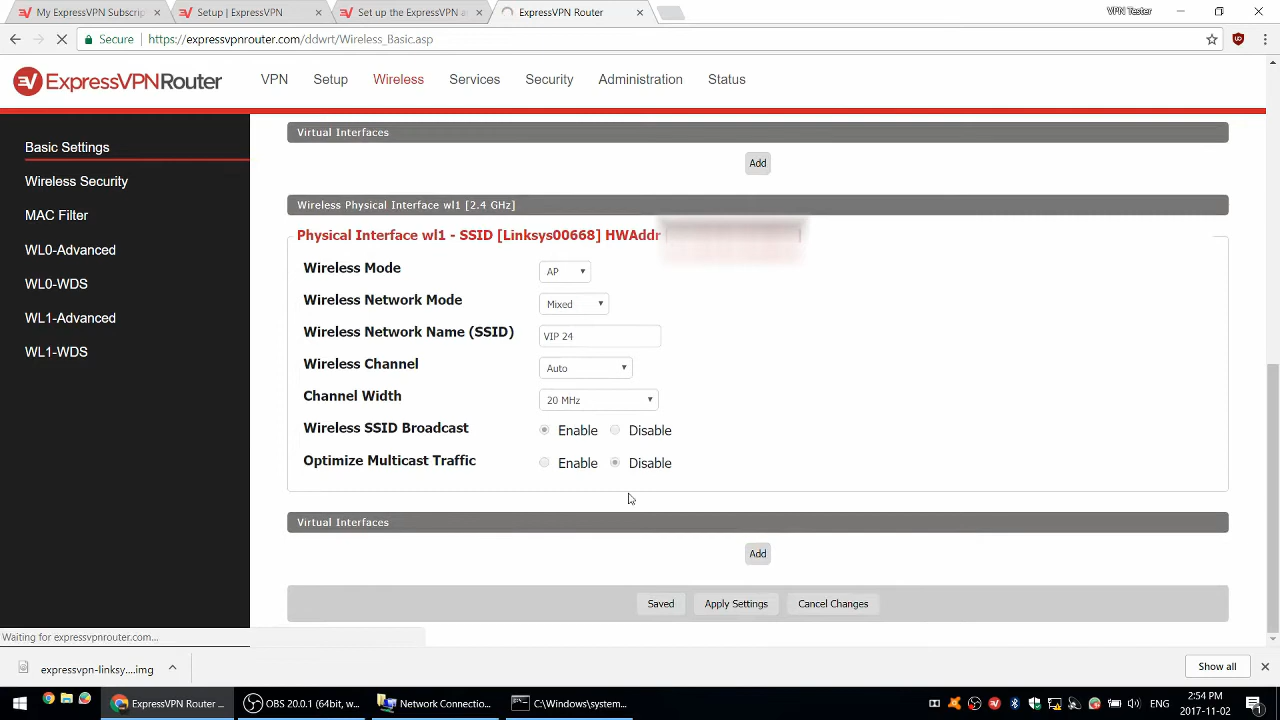 My ExpressVPN Subscrip
Setup | ExpressVPN
Set up the ExpressVPN a
ExpressVPN Router
VPN Tester
Secure
https://expressvpnrouter.com/ddwrt/Wireless_Basic.asp
ExpressVPNRouter
VPN
Setup
Wireless
Services
Security
Administration
Status
Basic Settings
Wireless Security
MAC Filter
WL0-Advanced
WL0-WDS
WL1-Advanced
WL1-WDS
Virtual Interfaces
Add
Wireless Physical Interface wl1 [2.4 GHz]
Physical Interface wl1 - SSID [Linksys00668] HWAddr
Wireless Mode AP
Wireless Network Mode Mixed
Wireless Network Name (SSID) VIP 24
Wireless Channel Auto
Channel Width 20 MHz
Wireless SSID Broadcast Enable Disable
Optimize Multicast Traffic Enable Disable
Virtual Interfaces
Add
Saved Apply Settings Cancel Changes
Waiting for expressvpnrouter.com...
expressvpn-linksy....img
Show all
ExpressVPN Router ...
OBS 20.0.1 (64bit, w...
Network Connectio...
C:\Windows\system...
ENG
2:54 PM
2017-11-02